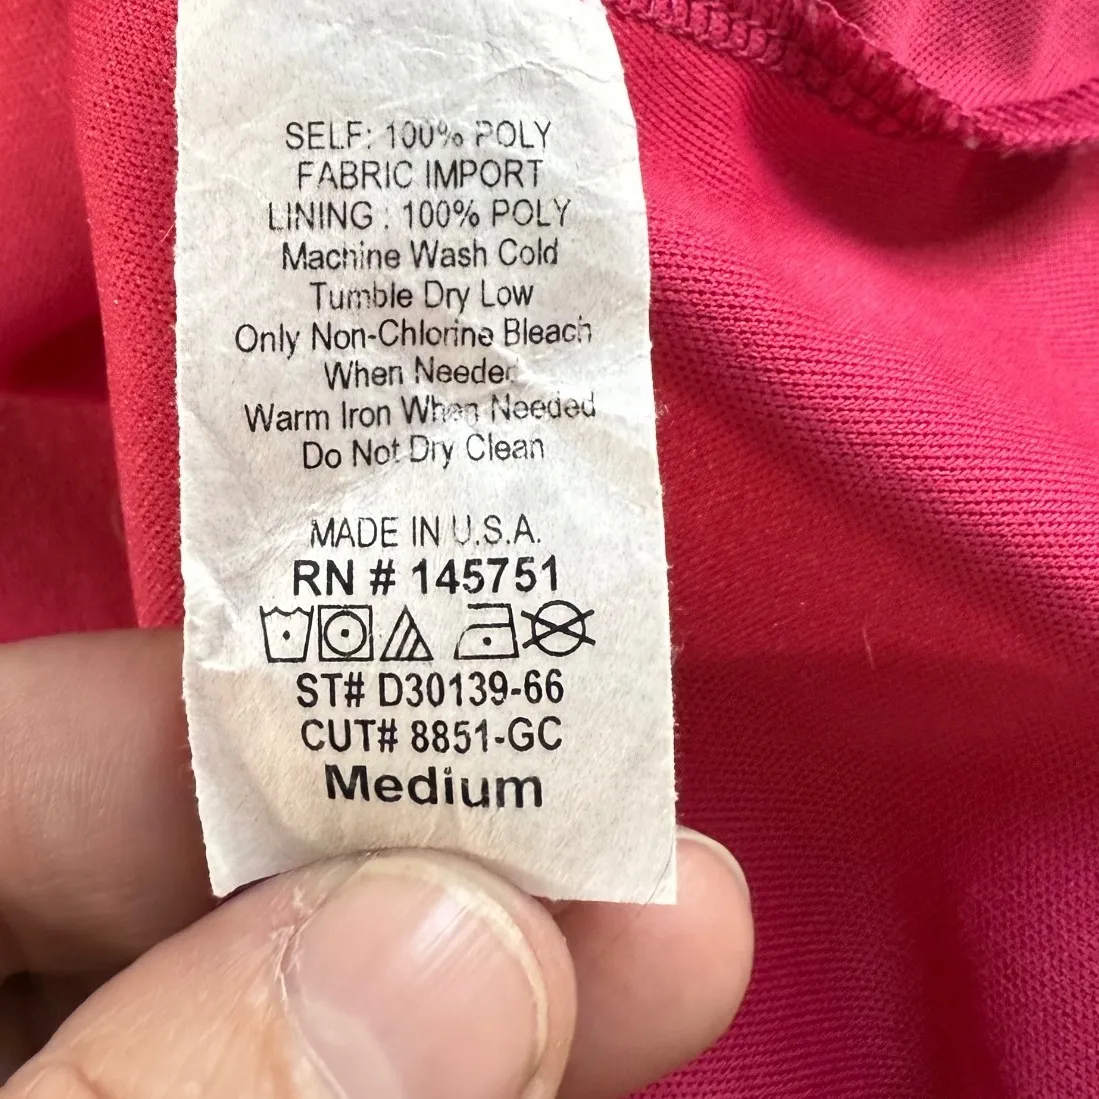 SELF: 100% POLY
FABRIC IMPORT
LINING : 100% POLY
Machine Wash Cold
Tumble Dry Low
Only Non-Chlorine Bleach
When Needed
Warm Iron When Needed
Do Not Dry Clean
MADE IN U.S.A.
RN # 145751
ST# D30139-66
CUT# 8851-GC
Medium